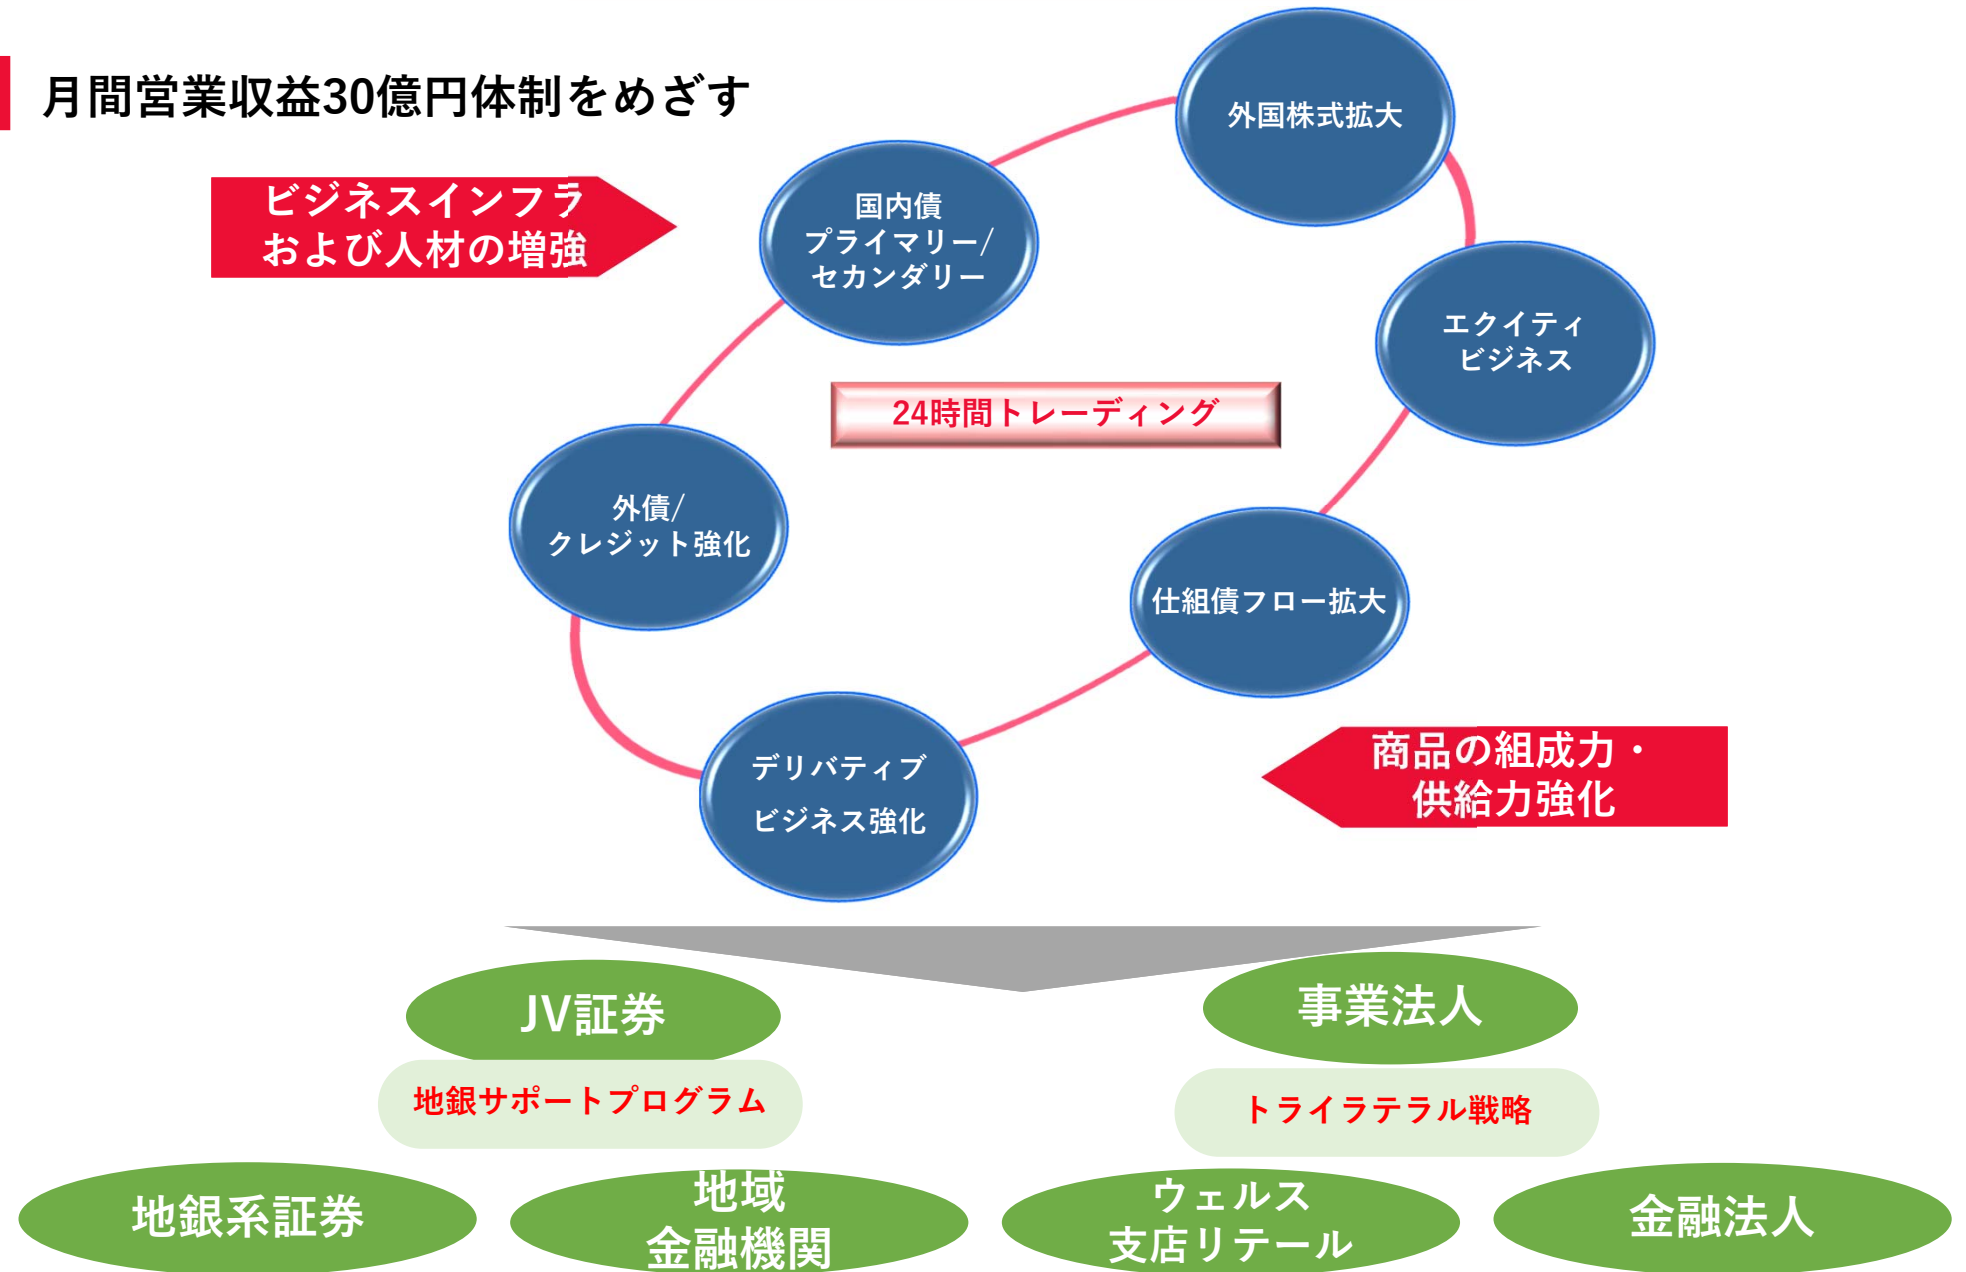 月間営業収益30億円体制をめざす
外国株式拡大
ビジネスインフラ
および人材の増強
国内債
プライマリー/
セカンダリー
エクイティ
ビジネス
24時間トレーディング
外債/
クレジット強化
仕組債フロー拡大
デリバティブ
ビジネス強化
商品の組成力・
供給力強化
JV証券
事業法人
地銀サポートプログラム
トライラテラル戦略
地銀系証券
地域
金融機関
ウェルス
支店リテール
金融法人